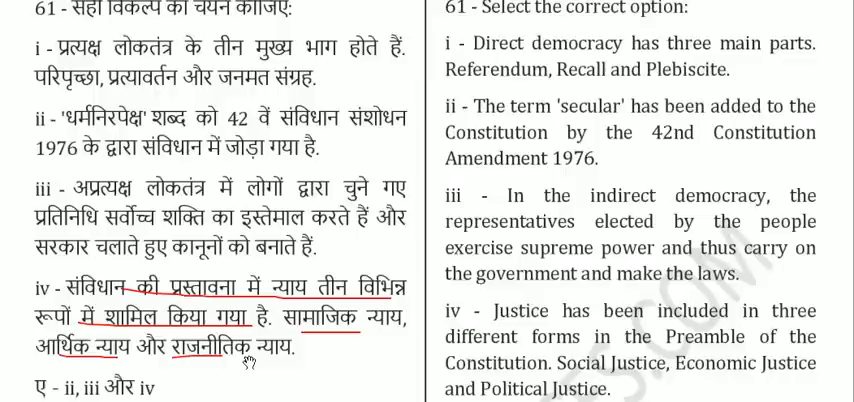 61 - सही विकल्प का चयन कीजिए:
i - प्रत्यक्ष लोकतंत्र के तीन मुख्य भाग होते हैं.
परिपृच्छा, प्रत्यावर्तन और जनमत संग्रह.
ii - 'धर्मनिरपेक्ष' शब्द को 42 वें संविधान संशोधन
1976 के द्वारा संविधान में जोड़ा गया है.
iii - अप्रत्यक्ष लोकतंत्र में लोगों द्वारा चुने गए
प्रतिनिधि सर्वोच्च शक्ति का इस्तेमाल करते हैं और
सरकार चलाते हुए कानूनों को बनाते हैं.
iv - संविधान की प्रस्तावना में न्याय तीन विभिन्न
रूपों में शामिल किया गया है. सामाजिक न्याय,
आर्थिक न्याय और राजनीतिक न्याय.
ए - ii, iii और iv
61 - Select the correct option:
i - Direct democracy has three main parts.
Referendum, Recall and Plebiscite.
ii - The term 'secular' has been added to the
Constitution by the 42nd Constitution
Amendment 1976.
iii - In the indirect democracy, the
representatives elected by the people
exercise supreme power and thus carry on
the government and make the laws.
iv - Justice has been included in three
different forms in the Preamble of the
Constitution. Social Justice, Economic Justice
and Political Justice.